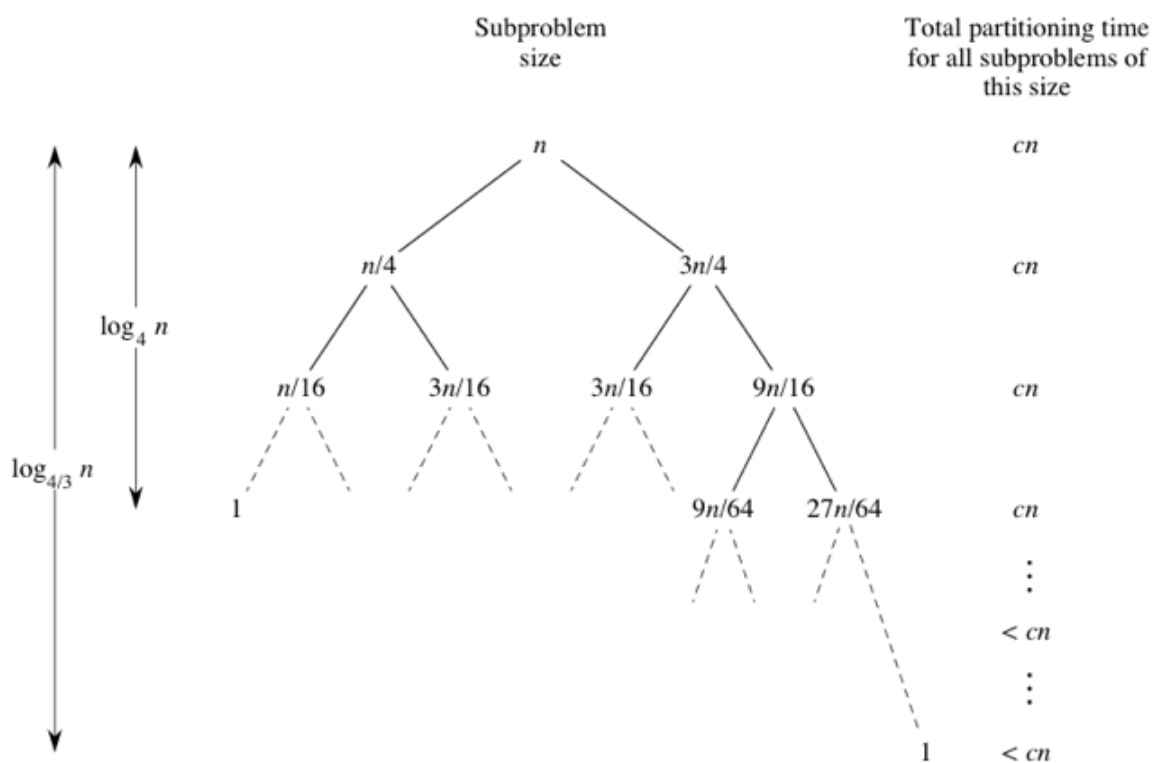 Subproblem
size
Total partitioning time
for all subproblems of
this size
n
cn
n/4
3n/4
cn
log₄ n
n/16
3n/16
3n/16
9n/16
cn
log₄/₃ n
1
9n/64
27n/64
cn
⋮
< cn
⋮
1
< cn